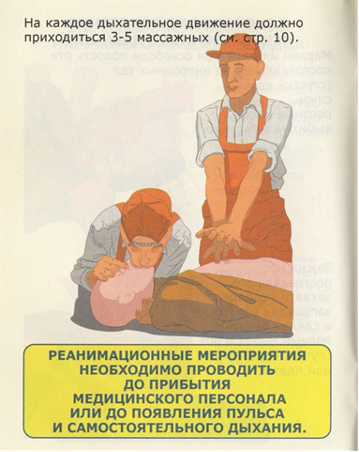 На каждое дыхательное движение должно
приходиться 3-5 массажных (см. стр. 10).
РЕАНИМАЦИОННЫЕ МЕРОПРИЯТИЯ
НЕОБХОДИМО ПРОВОДИТЬ
ДО ПРИБЫТИЯ
МЕДИЦИНСКОГО ПЕРСОНАЛА
ИЛИ ДО ПОЯВЛЕНИЯ ПУЛЬСА
И САМОСТОЯТЕЛЬНОГО ДЫХАНИЯ.